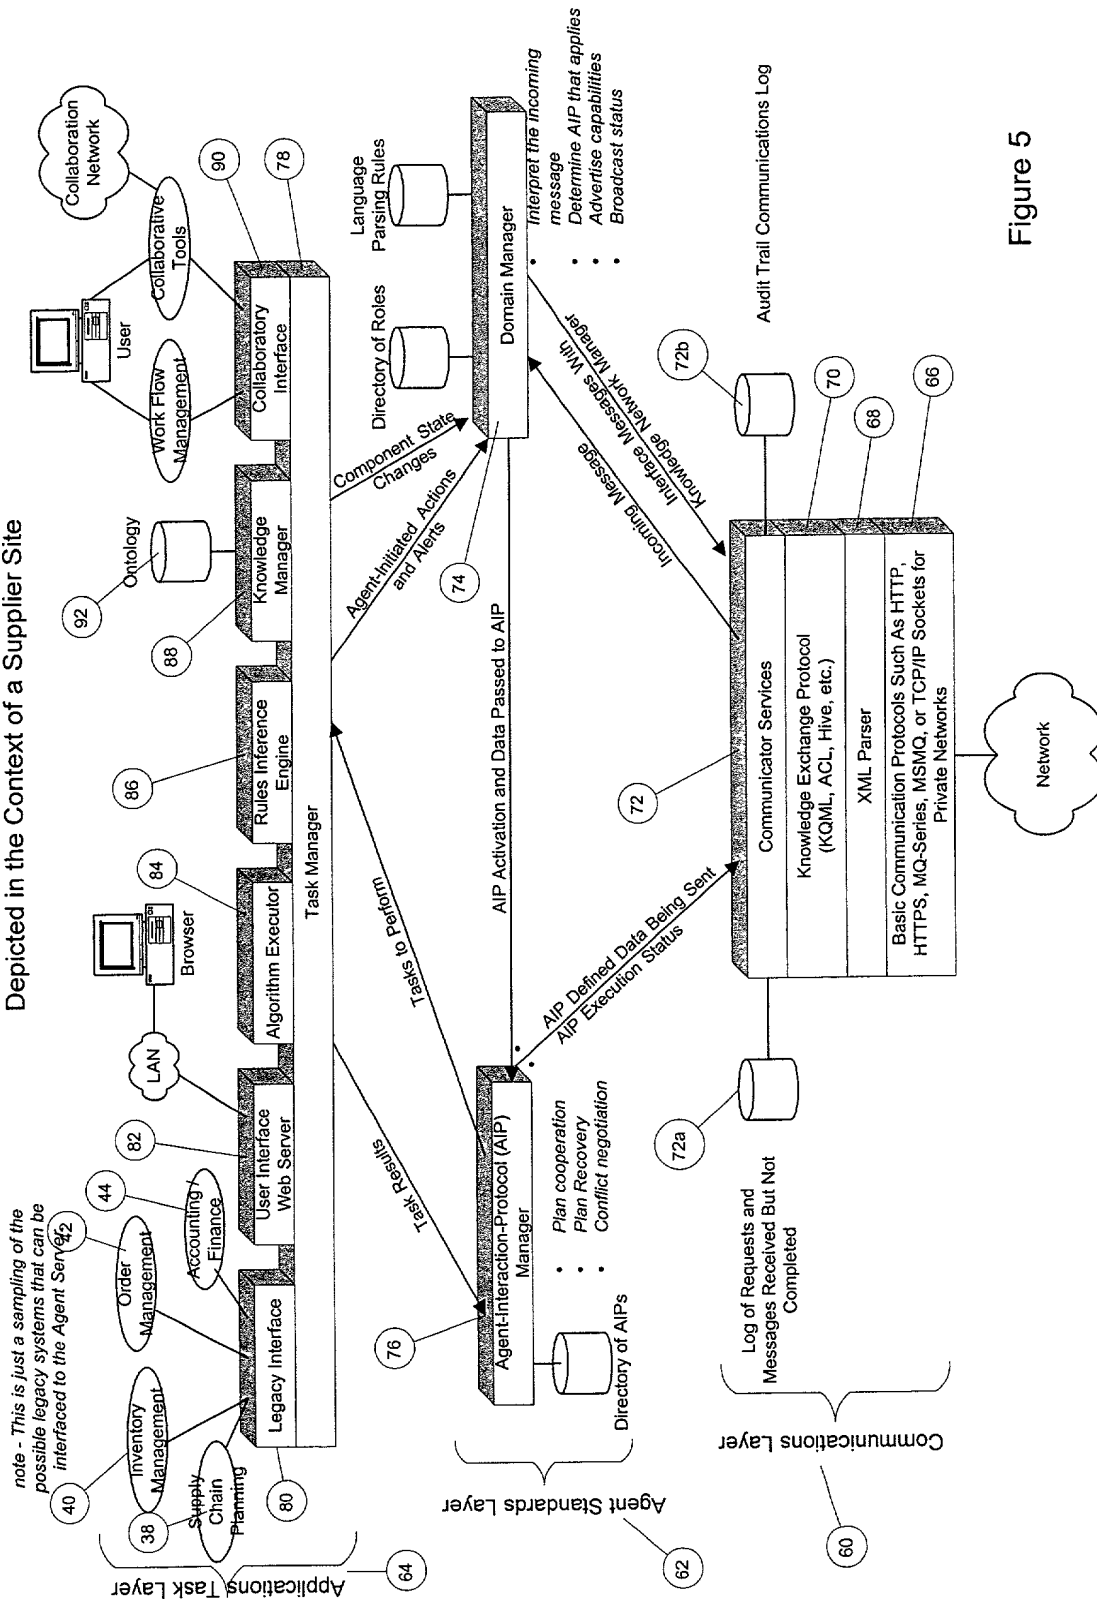 Depicted in the Context of a Supplier Site
note - This is just a sampling of the
possible legacy systems that can be
interfaced to the Agent Server.
42
44
40
38
Inventory
Management
Order
Management
Accounting /
Finance
Supply
Chain
Planning
LAN
Browser
Ontology
92
Work Flow
Management
User
Collaborative
Tools
Collaboration
Network
80
Legacy Interface
82
User Interface
Web Server
84
Algorithm Executor
86
Rules Inference
Engine
88
Knowledge
Manager
Collaboratory
Interface
90
78
Task Manager
Applications Task Layer
64
Task Results
Tasks to Perform
Agent-Initiated Actions
and Alerts
Component State
Changes
Directory of Roles
Language
Parsing Rules
76
Agent-Interaction-Protocol (AIP)
Manager
• Plan cooperation
• Plan Recovery
• Conflict negotiation
Directory of AIPs
AIP Activation and Data Passed to AIP
74
Domain Manager
• Interpret the incoming
message
• Determine AIP that applies
• Advertise capabilities
• Broadcast status
Agent Standards Layer
62
• AIP Defined Data Being Sent
• AIP Execution Status
Incoming Message
Interface Messages With
Knowledge Network Manager
72a
Log of Requests and
Messages Received But Not
Completed
72
72b
Audit Trail Communications Log
Communicator Services
70
Knowledge Exchange Protocol
(KQML, ACL, Hive, etc.)
68
XML Parser
66
Basic Communication Protocols Such As HTTP,
HTTPS, MQ-Series, MSMQ, or TCP/IP Sockets for
Private Networks
Communications Layer
60
Network
Figure 5